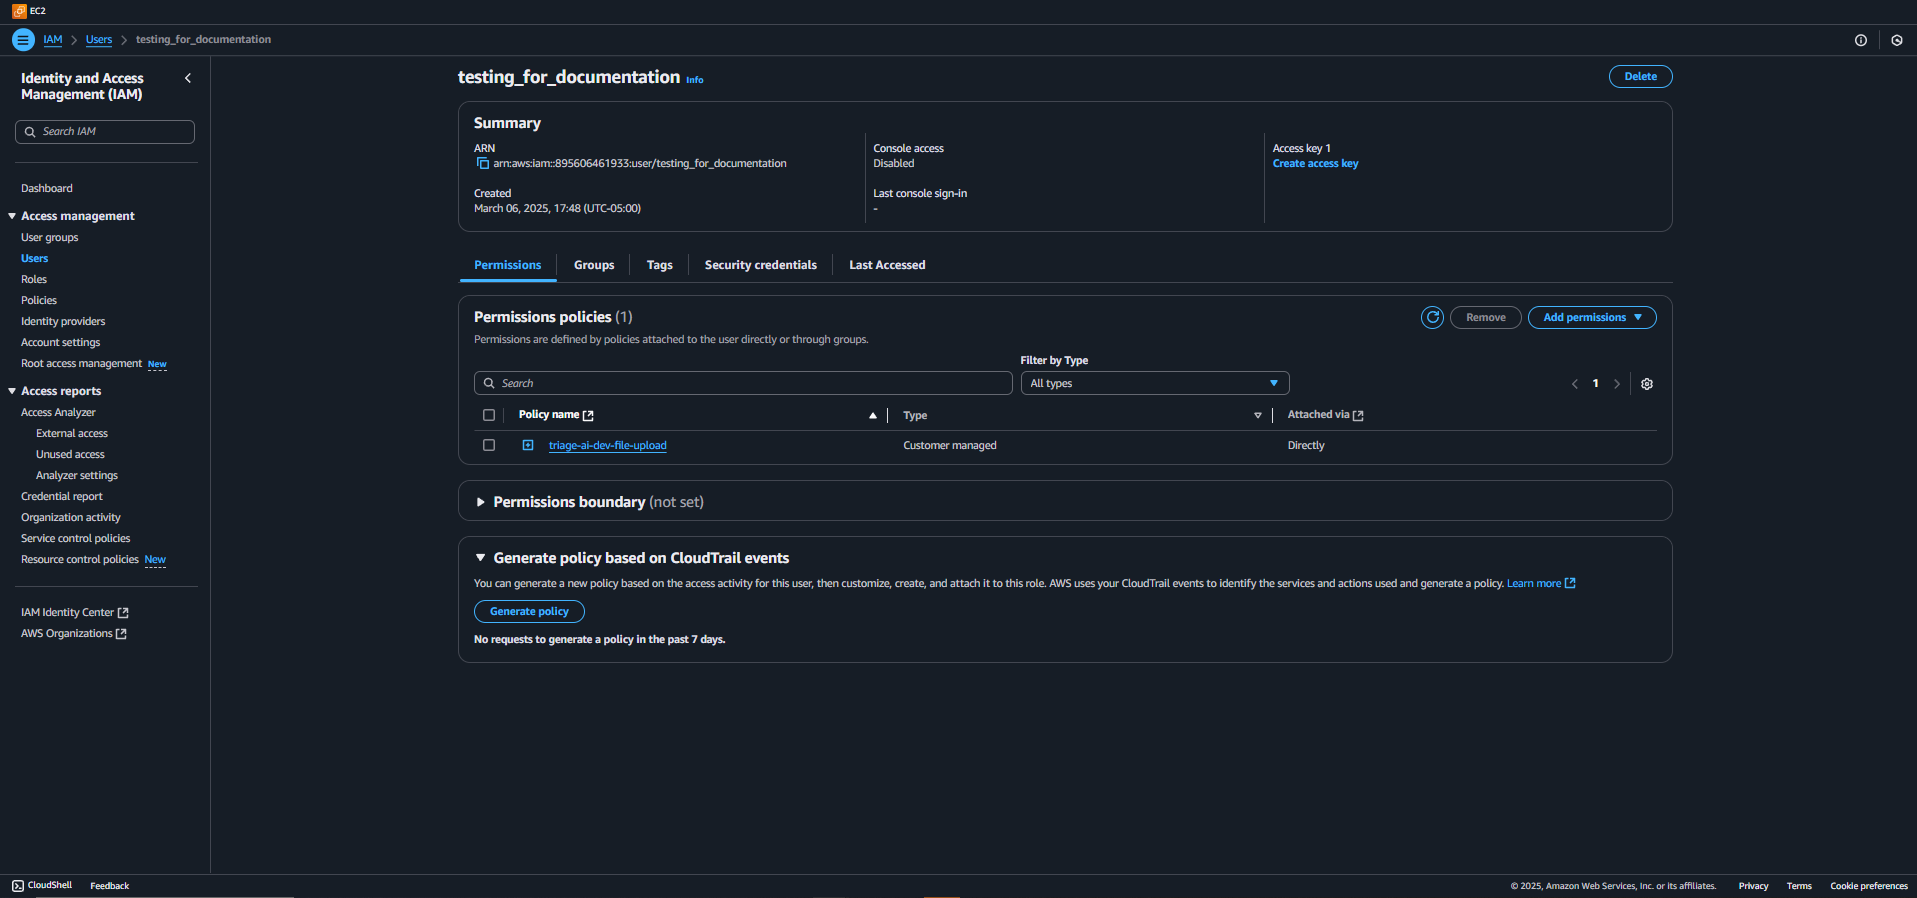 EC2
IAM > Users > testing_for_documentation
Identity and Access
Management (IAM)
Search IAM
Dashboard
Access management
User groups
Users
Roles
Policies
Identity providers
Account settings
Root access management New
Access reports
Access Analyzer
External access
Unused access
Analyzer settings
Credential report
Organization activity
Service control policies
Resource control policies New
IAM Identity Center
AWS Organizations
testing_for_documentation Info
Delete
Summary
ARN
arn:aws:iam::895606461933:user/testing_for_documentation
Created
March 06, 2025, 17:48 (UTC-05:00)
Console access
Disabled
Last console sign-in
-
Access key 1
Create access key
Permissions Groups Tags Security credentials Last Accessed
Permissions policies (1)
Remove Add permissions
Permissions are defined by policies attached to the user directly or through groups.
Filter by Type
Search All types 1
Policy name Type Attached via
triage-ai-dev-file-upload Customer managed Directly
Permissions boundary (not set)
Generate policy based on CloudTrail events
You can generate a new policy based on the access activity for this user, then customize, create, and attach it to this role. AWS uses your CloudTrail events to identify the services and actions used and generate a policy. Learn more
Generate policy
No requests to generate a policy in the past 7 days.
CloudShell Feedback © 2025, Amazon Web Services, Inc. or its affiliates. Privacy Terms Cookie preferences